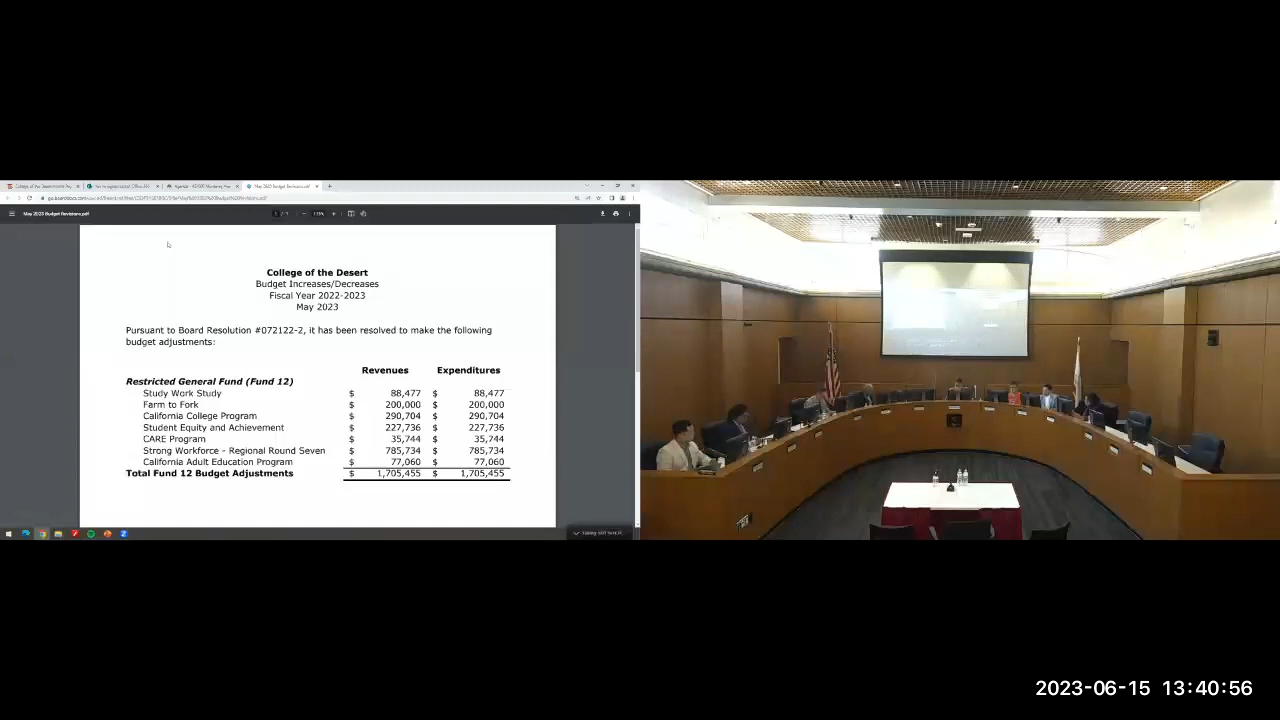 May 2023 Budget Revisions.pdf
College of the Desert
Budget Increases/Decreases
Fiscal Year 2022-2023
May 2023
Pursuant to Board Resolution #072122-2, it has been resolved to make the following
budget adjustments:
Revenues Expenditures
Restricted General Fund (Fund 12)
Study Work Study $ 88,477 $ 88,477
Farm to Fork $ 200,000 $ 200,000
California College Program $ 290,704 $ 290,704
Student Equity and Achievement $ 227,736 $ 227,736
CARE Program $ 35,744 $ 35,744
Strong Workforce - Regional Round Seven $ 785,734 $ 785,734
California Adult Education Program $ 77,060 $ 77,060
Total Fund 12 Budget Adjustments $ 1,705,455 $ 1,705,455
2023-06-15 13:40:56